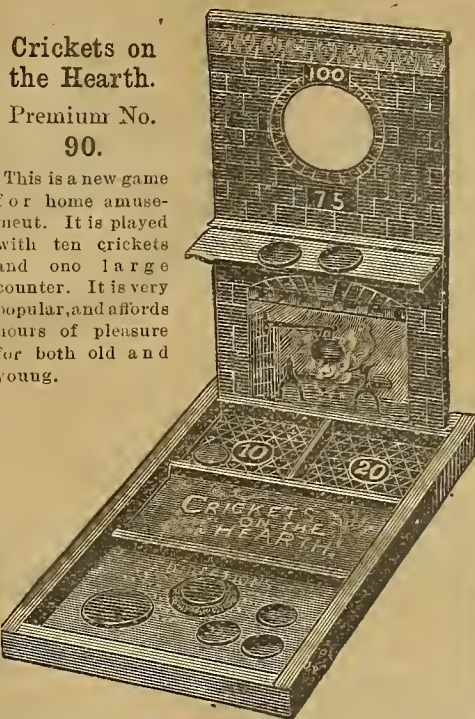 Crickets on
the Hearth.
Premium No.
90.
This is a new game
for home amuse-
ment. It is played
with ten crickets
and one large
counter. It is very
popular, and affords
hours of pleasure
for both old and
young.
100
75
10
20
CRICKETS
ON THE
HEARTH